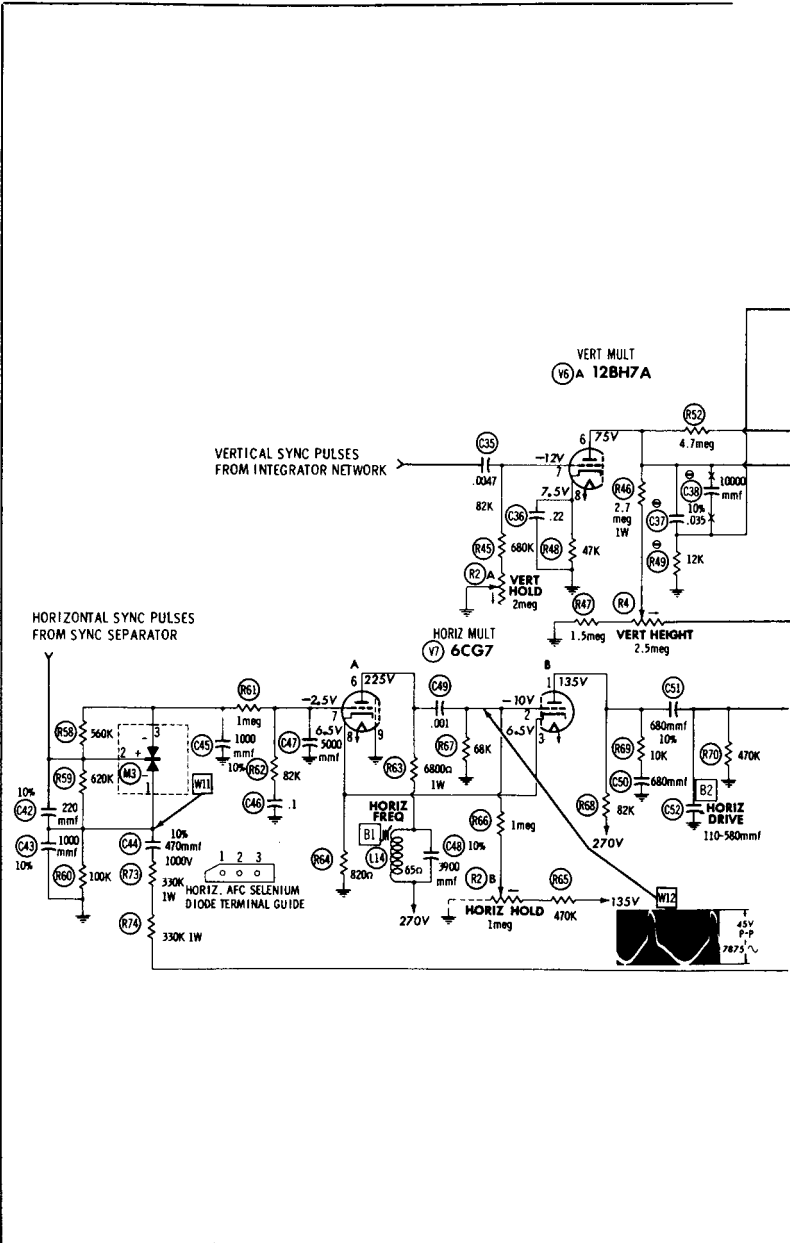 VERT MULT
V6 A 12BH7A
VERTICAL SYNC PULSES
FROM INTEGRATOR NETWORK
C35
.0047
82K
R45
680K
R2 A
VERT
HOLD
2meg
-12V
7
6
75V
7.5V
8
C36
.22
R48
47K
R52
4.7meg
R46
2.7
meg
1W
C37
C38
10000
mmf
10%
.035
R49
12K
R47
1.5meg
R4
VERT HEIGHT
2.5meg
HORIZONTAL SYNC PULSES
FROM SYNC SEPARATOR
HORIZ MULT
V7 6CG7
R58
560K
R59
620K
3
2
+
-
-
1
M3
W11
10%
C42
220
mmf
C43
10%
1000
mmf
R60
100K
C44
10%
470mmf
1000V
R73
330K
1W
R74
330K 1W
R61
1meg
C45
1000
mmf
10%
R62
82K
C46
.1
C47
5000
mmf
1 2 3
HORIZ. AFC SELENIUM
DIODE TERMINAL GUIDE
A
6
225V
-2.5V
7
6.5V
8
9
R64
820Ω
R63
6800Ω
1W
HORIZ
FREQ
B1
L14
65Ω
C48
10%
3900
mmf
270V
C49
.001
R67
68K
R66
1meg
R2 B
HORIZ HOLD
1meg
R65
470K
135V
B
1
135V
-10V
2
6.5V
3
R68
82K
270V
C51
680mmf
10%
R69
10K
C50
680mmf
R70
470K
B2
C52
HORIZ
DRIVE
110-580mmf
W12
45V
P-P
7875 ~